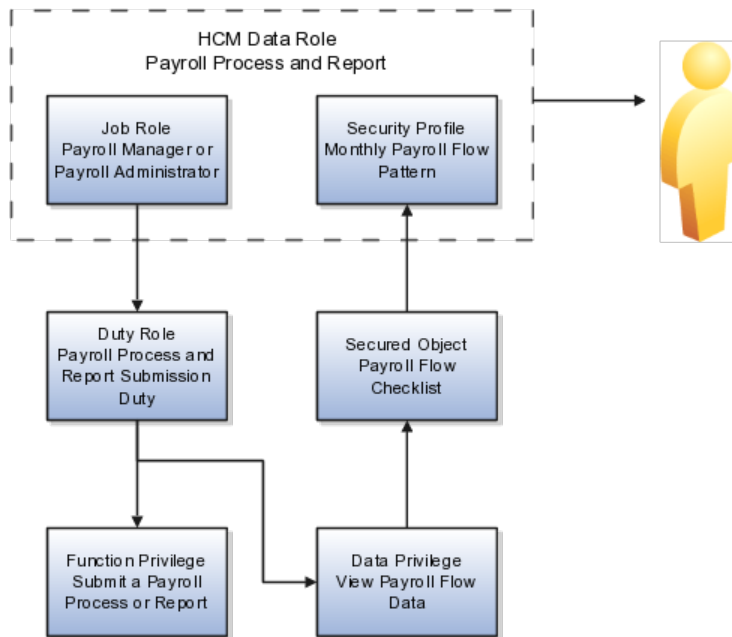 HCM Data Role
Payroll Process and Report
Job Role
Payroll Manager or
Payroll Administrator
Security Profile
Monthly Payroll Flow
Pattern
Duty Role
Payroll Process and
Report Submission
Duty
Secured Object
Payroll Flow
Checklist
Function Privilege
Submit a Payroll
Process or Report
Data Privilege
View Payroll Flow
Data